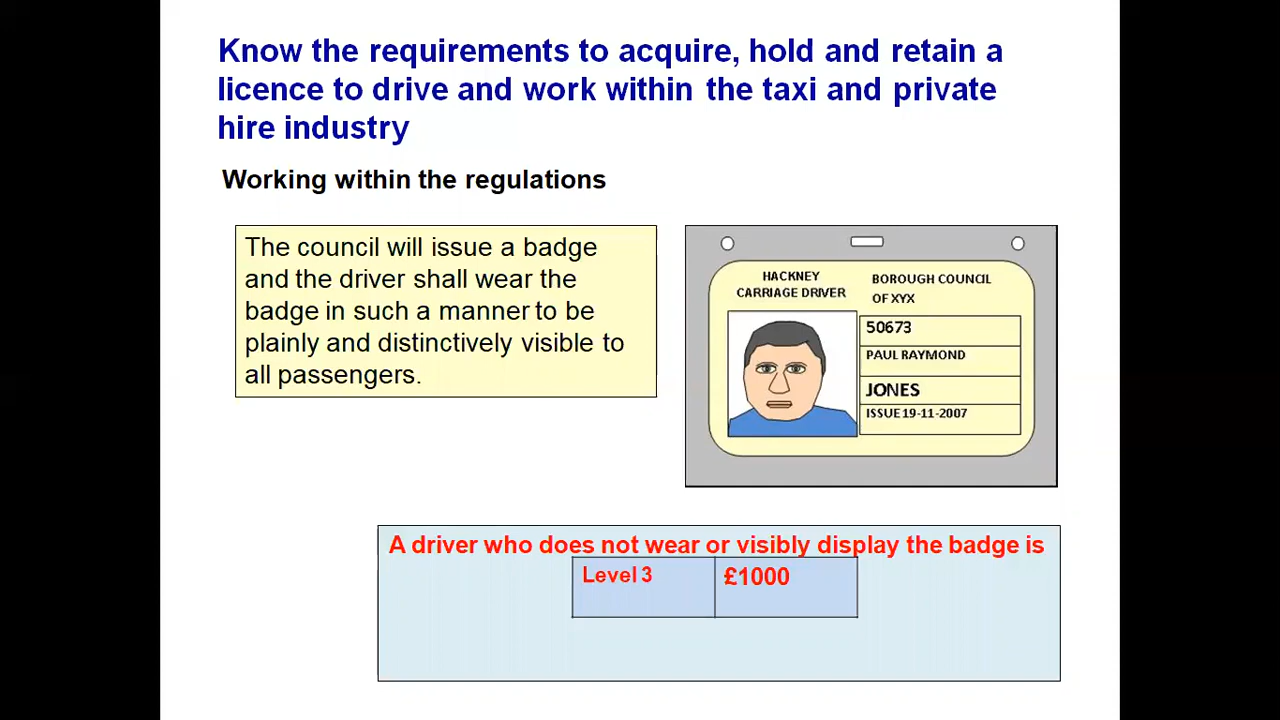 Know the requirements to acquire, hold and retain a
licence to drive and work within the taxi and private
hire industry
Working within the regulations
The council will issue a badge
and the driver shall wear the
badge in such a manner to be
plainly and distinctively visible to
all passengers.
HACKNEY
CARRIAGE DRIVER
BOROUGH COUNCIL
OF XYX
50673
PAUL RAYMOND
JONES
ISSUE 19-11-2007
A driver who does not wear or visibly display the badge is
Level 3 £1000